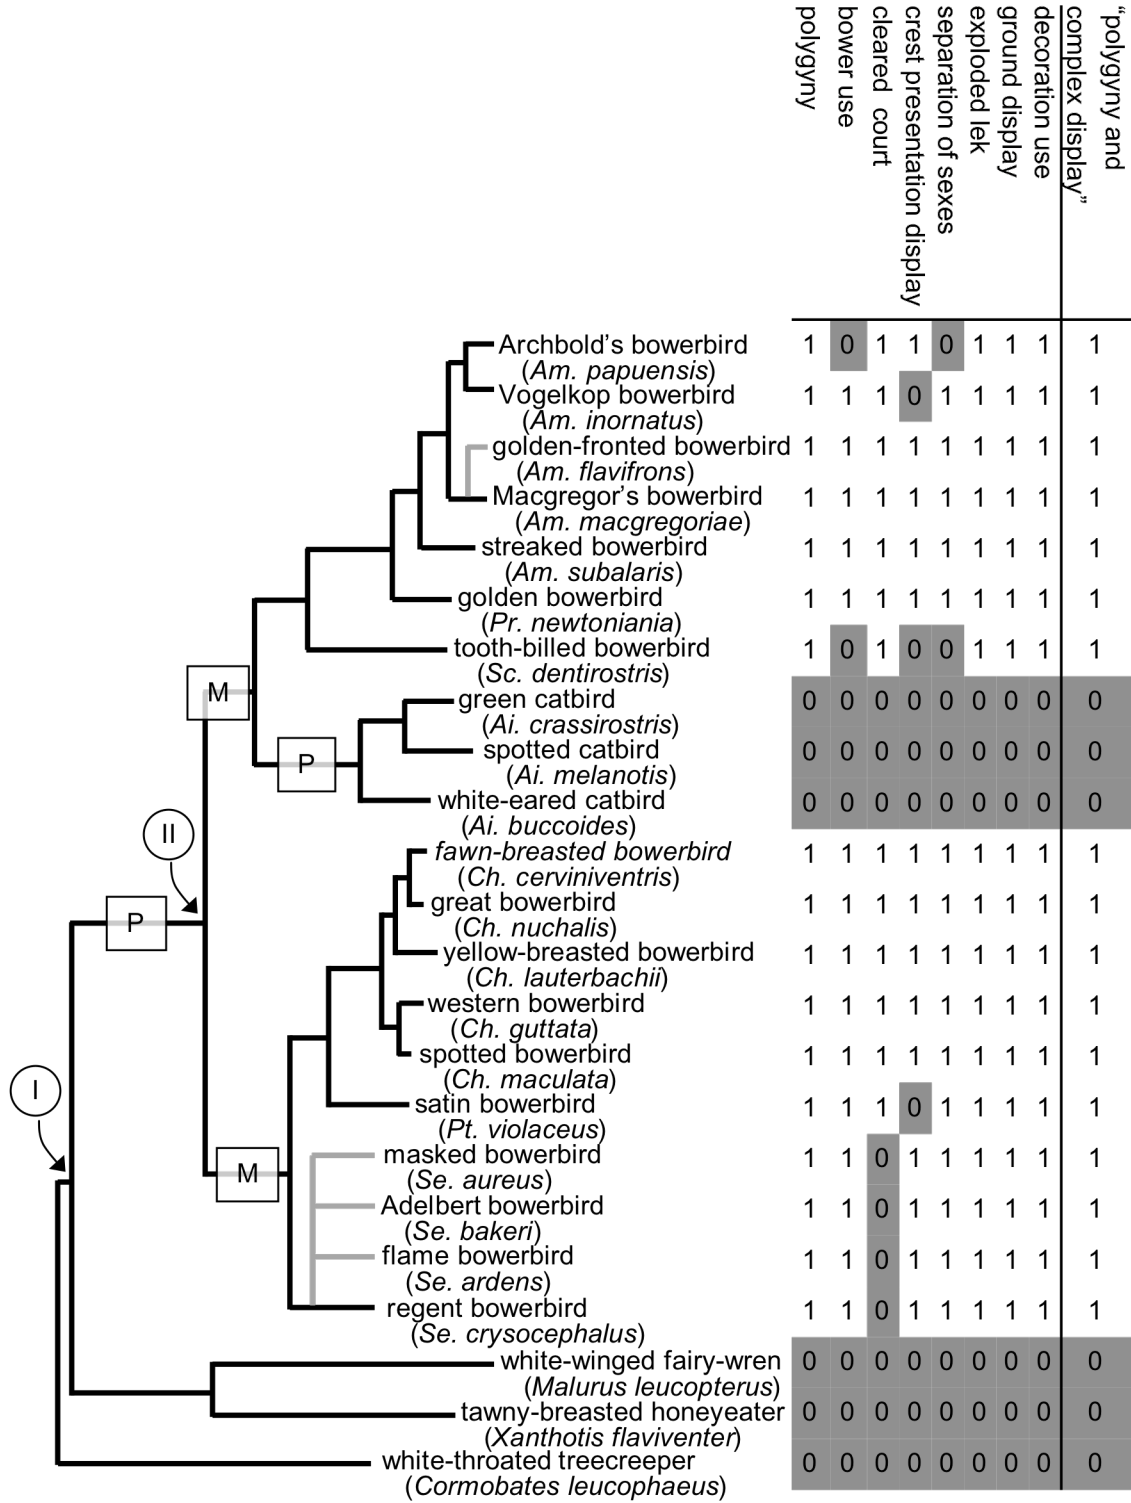 polygyny
bower use
cleared court
crest presentation display
separation of sexes
exploded lek
ground display
decoration use
“polygyny and
complex display”
Archbold’s bowerbird 1 0 1 1 0 1 1 1 1
(Am. papuensis)
Vogelkop bowerbird 1 1 1 0 1 1 1 1 1
(Am. inornatus)
golden-fronted bowerbird 1 1 1 1 1 1 1 1 1
(Am. flavifrons)
Macgregor’s bowerbird 1 1 1 1 1 1 1 1 1
(Am. macgregoriae)
streaked bowerbird 1 1 1 1 1 1 1 1 1
(Am. subalaris)
golden bowerbird 1 1 1 1 1 1 1 1 1
(Pr. newtoniania)
tooth-billed bowerbird 1 0 1 0 0 1 1 1 1
(Sc. dentirostris)
M
green catbird 0 0 0 0 0 0 0 0 0
(Ai. crassirostris)
spotted catbird 0 0 0 0 0 0 0 0 0
(Ai. melanotis)
P
white-eared catbird 0 0 0 0 0 0 0 0 0
(Ai. buccoides)
II
fawn-breasted bowerbird 1 1 1 1 1 1 1 1 1
(Ch. cerviniventris)
great bowerbird 1 1 1 1 1 1 1 1 1
(Ch. nuchalis)
P
yellow-breasted bowerbird 1 1 1 1 1 1 1 1 1
(Ch. lauterbachii)
western bowerbird 1 1 1 1 1 1 1 1 1
(Ch. guttata)
spotted bowerbird 1 1 1 1 1 1 1 1 1
(Ch. maculata)
I
satin bowerbird 1 1 1 0 1 1 1 1 1
(Pt. violaceus)
masked bowerbird 1 1 0 1 1 1 1 1 1
(Se. aureus)
M
Adelbert bowerbird 1 1 0 1 1 1 1 1 1
(Se. bakeri)
flame bowerbird 1 1 0 1 1 1 1 1 1
(Se. ardens)
regent bowerbird 1 1 0 1 1 1 1 1 1
(Se. crysocephalus)
white-winged fairy-wren 0 0 0 0 0 0 0 0 0
(Malurus leucopterus)
tawny-breasted honeyeater 0 0 0 0 0 0 0 0 0
(Xanthotis flaviventer)
white-throated treecreeper 0 0 0 0 0 0 0 0 0
(Cormobates leucophaeus)